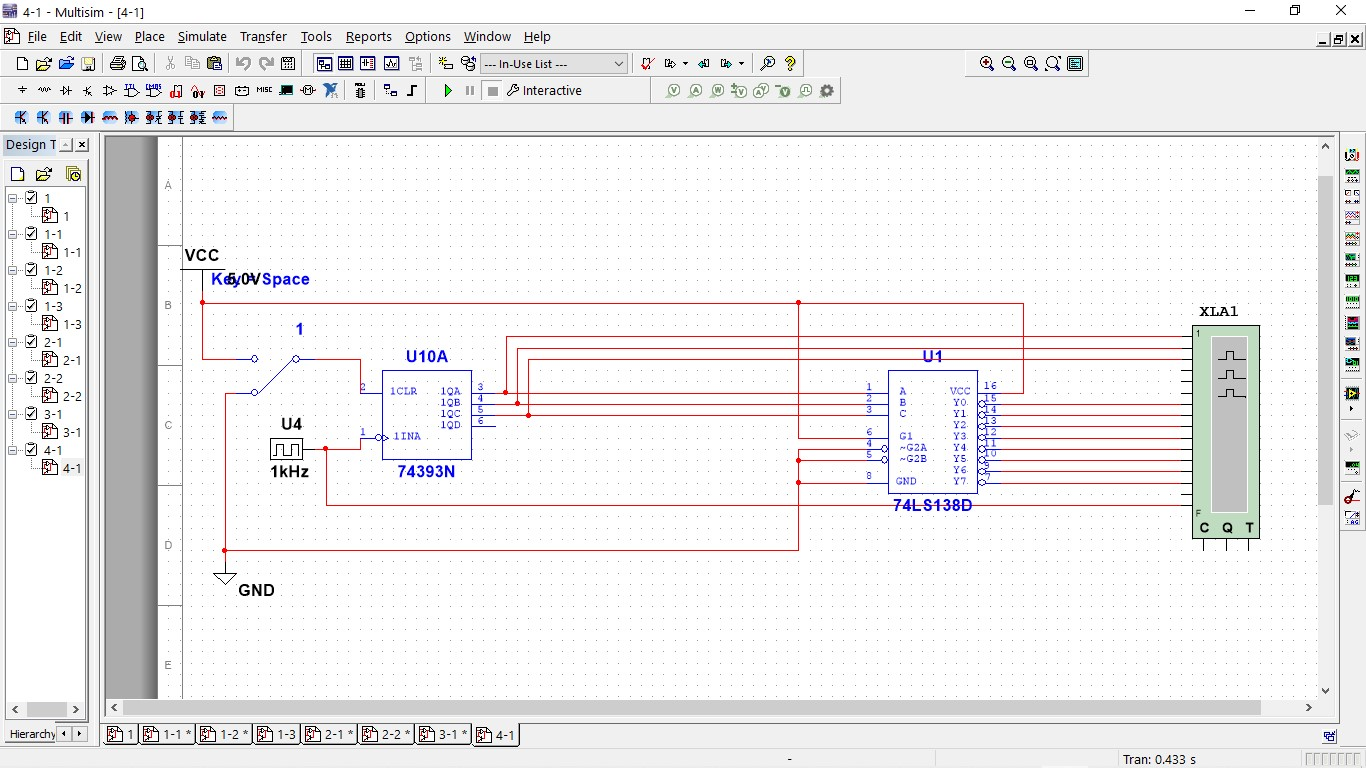 4-1 - Multisim - [4-1]
File Edit View Place Simulate Transfer Tools Reports Options Window Help
--- In-Use List ---
Interactive
Design T
1
1
1-1
1-1
1-2
1-2
1-3
1-3
2-1
2-1
2-2
2-2
3-1
3-1
4-1
4-1
Hierarchy
A
B
C
D
E
VCC
5.0V
Key = Space
1
U10A
2 1CLR 1QA 3
1QB 4
1QC 5
1QD 6
1 1INA
74393N
U4
1kHz
GND
U1
1 A VCC 16
2 B Y0 15
3 C Y1 14
Y2 13
6 G1 Y3 12
4 ~G2A Y4 11
5 ~G2B Y5 10
Y6 9
8 GND Y7 7
74LS138D
XLA1
1
F
C Q T
1 1-1 * 1-2 * 1-3 2-1 * 2-2 * 3-1 * 4-1
- Tran: 0.433 s